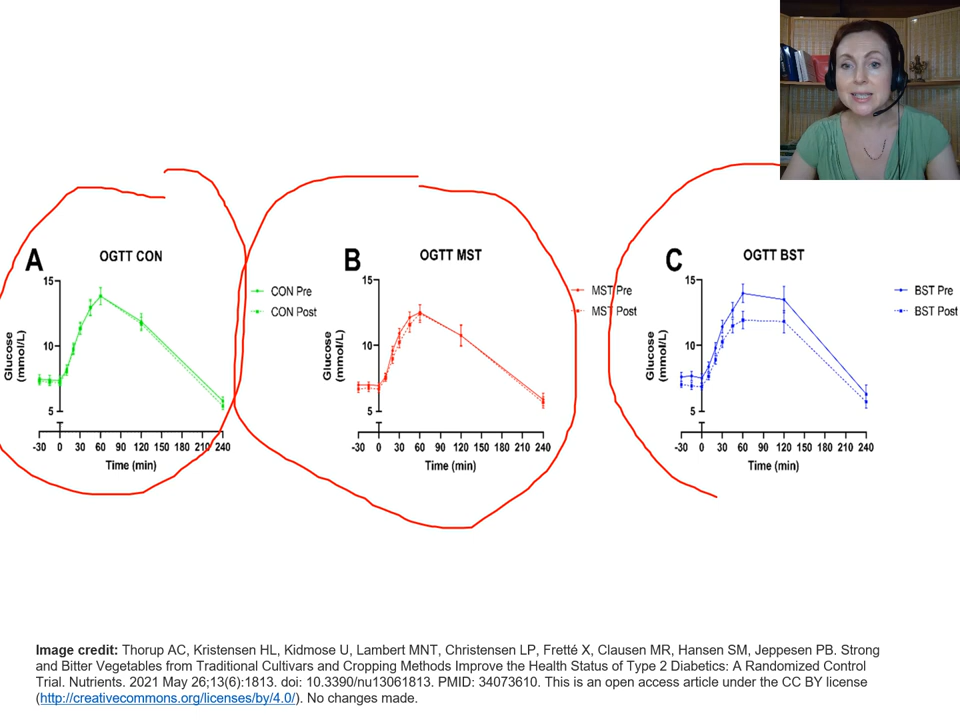 A
OGTT CON
CON Pre
CON Post
15
10
5
Glucose
(mmol/L)
-30 0 30 60 90 120 150 180 210 240
Time (min)
B
OGTT MST
MST Pre
MST Post
15
10
5
Glucose
(mmol/L)
-30 0 30 60 90 120 150 180 210 240
Time (min)
C
OGTT BST
BST Pre
BST Post
15
10
5
Glucose
(mmol/L)
-30 0 30 60 90 120 150 180 210 240
Time (min)
Image credit: Thorup AC, Kristensen HL, Kidmose U, Lambert MNT, Christensen LP, Fretté X, Clausen MR, Hansen SM, Jeppesen PB. Strong
and Bitter Vegetables from Traditional Cultivars and Cropping Methods Improve the Health Status of Type 2 Diabetics: A Randomized Control
Trial. Nutrients. 2021 May 26;13(6):1813. doi: 10.3390/nu13061813. PMID: 34073610. This is an open access article under the CC BY license
(http://creativecommons.org/licenses/by/4.0/). No changes made.